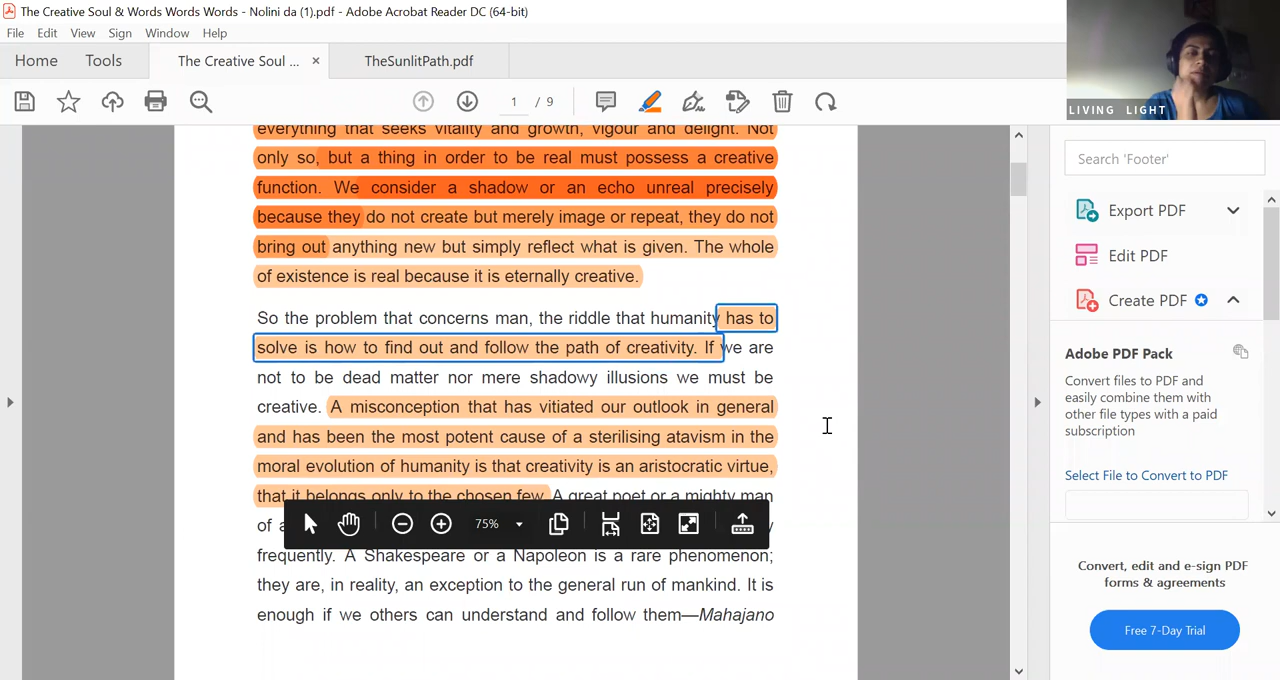 The Creative Soul & Words Words Words - Nolini da (1).pdf - Adobe Acrobat Reader DC (64-bit)
File Edit View Sign Window Help
Home Tools The Creative Soul ... × TheSunlitPath.pdf
1 / 9
LIVING LIGHT
everything that seeks vitality and growth, vigour and delight. Not
only so, but a thing in order to be real must possess a creative
function. We consider a shadow or an echo unreal precisely
because they do not create but merely image or repeat, they do not
bring out anything new but simply reflect what is given. The whole
of existence is real because it is eternally creative.
So the problem that concerns man, the riddle that humanity has to
solve is how to find out and follow the path of creativity. If we are
not to be dead matter nor mere shadowy illusions we must be
creative. A misconception that has vitiated our outlook in general
and has been the most potent cause of a sterilising atavism in the
moral evolution of humanity is that creativity is an aristocratic virtue,
that it belongs only to the chosen few. A great poet or a mighty man
of
75%
frequently. A Shakespeare or a Napoleon is a rare phenomenon;
they are, in reality, an exception to the general run of mankind. It is
enough if we others can understand and follow them—Mahajano
Search 'Footer'
Export PDF
Edit PDF
Create PDF
Adobe PDF Pack
Convert files to PDF and
easily combine them with
other file types with a paid
subscription
Select File to Convert to PDF
Convert, edit and e-sign PDF
forms & agreements
Free 7-Day Trial